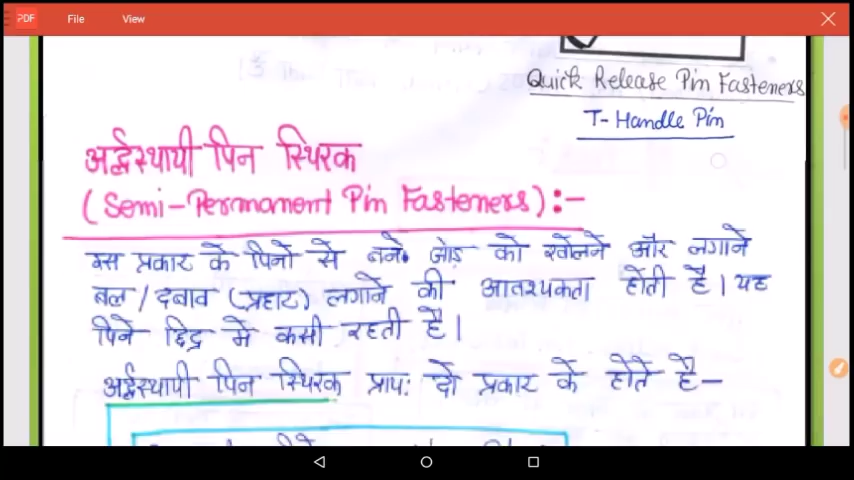 PDF File View
Quick Release Pin Fasteners
T-Handle Pin
अर्द्धस्थायी पिन स्थिरक
(Semi-Permanent Pin Fasteners) :-
इस प्रकार के पिनो से बने जोड़ को खोलने और लगाने
बल / दबाव (प्रहार) लगाने की आवश्यकता होती है। यह
पिने छिद्र में कसी रहती है।
अर्द्धस्थायी पिन स्थिरक प्राय: दो प्रकार के होते है-